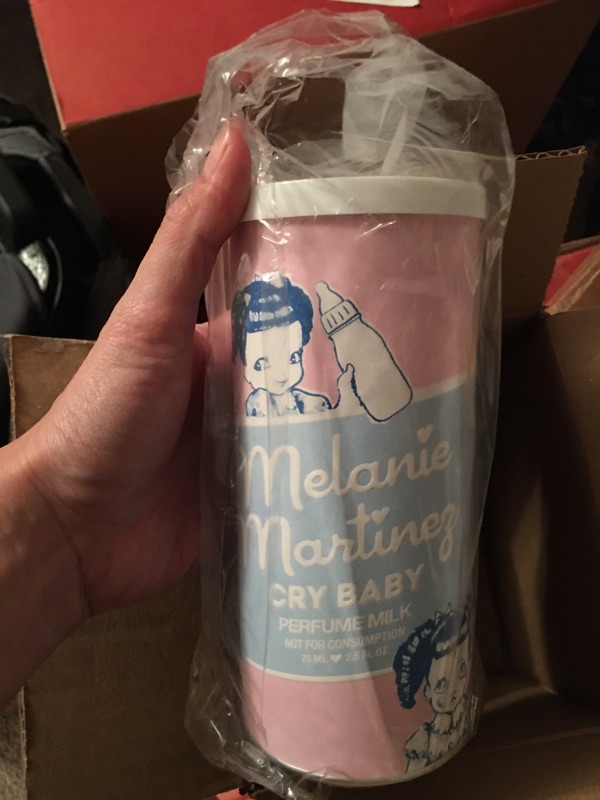 Melanie
Martinez
CRY BABY
PERFUME MILK
NOT FOR CONSUMPTION
75 ML ♥ 2.5 FL. OZ.